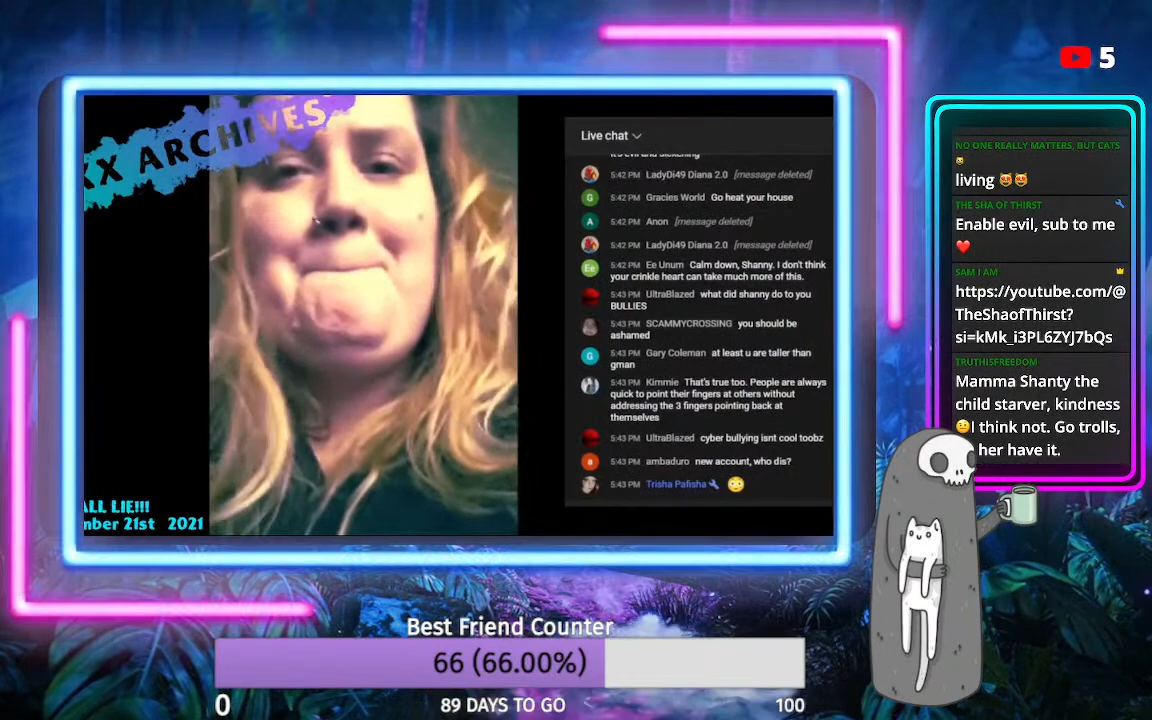 XX ARCHIVES
ALL LIE!!!
mber 21st 2021
Live chat
5:42 PM LadyDi49 Diana 2.0 [message deleted]
5:42 PM Gracies World Go heat your house
5:42 PM Anon [message deleted]
5:42 PM LadyDi49 Diana 2.0 [message deleted]
5:42 PM Ee Unum Calm down, Shanny. I don't think
your crinkle heart can take much more of this.
5:43 PM UltraBlazed what did shanny do to you
BULLIES
5:43 PM SCAMMYCROSSING you should be
ashamed
5:43 PM Gary Coleman at least u are taller than
gman
5:43 PM Kimmie That's true too. People are always
quick to point their fingers at others without
addressing the 3 fingers pointing back at
themselves
5:43 PM UltraBlazed cyber bullying isnt cool toobz
5:43 PM ambaduro new account, who dis?
5:43 PM Trisha Pafisha
G
A
Ee
G
a
5
NO ONE REALLY MATTERS, BUT CATS
living
THE SHA OF THIRST
Enable evil, sub to me
SAM I AM
https://youtube.com/@
TheShaofThirst?
si=kMk_i3PL6ZYJ7bQs
TRUTHISFREEDOM
Mamma Shanty the
child starver, kindness
I think not. Go trolls,
her have it.
Best Friend Counter
66 (66.00%)
0
89 DAYS TO GO
100